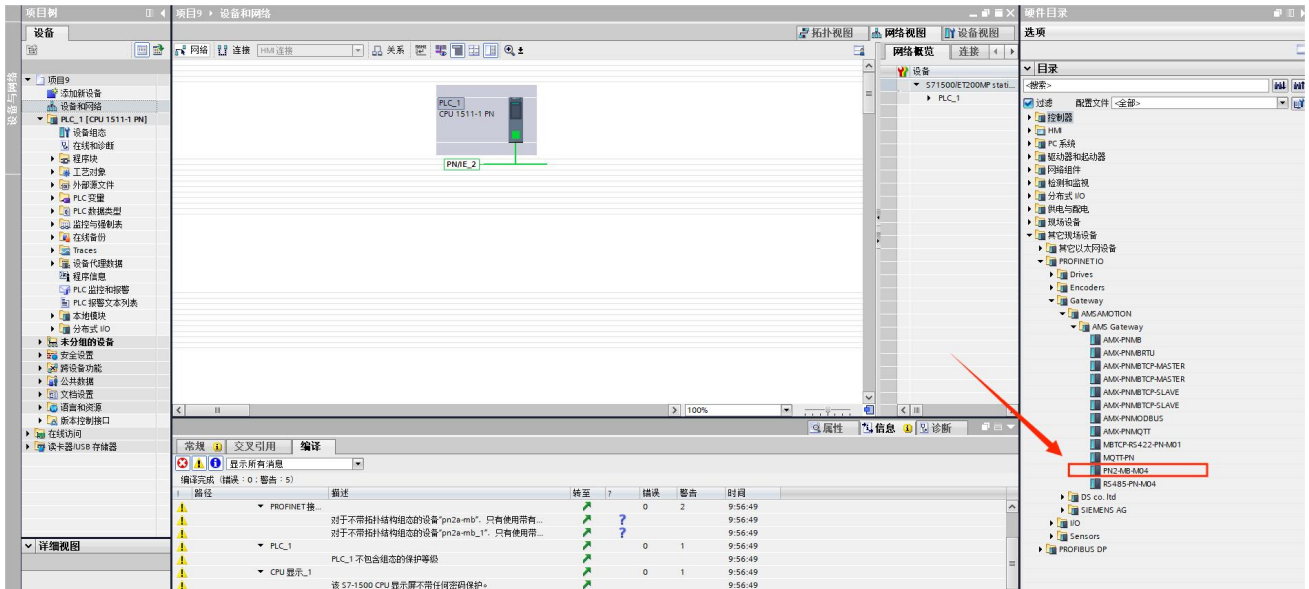 项目树
设备
设备与网络
项目9
添加新设备
设备和网络
PLC_1 [CPU 1511-1 PN]
设备组态
在线和诊断
程序块
工艺对象
外部源文件
PLC 变量
PLC 数据类型
监控与强制表
在线备份
Traces
设备代理数据
程序信息
PLC 监控和报警
PLC 报警文本列表
本地模块
分布式 I/O
未分组的设备
安全设置
跨设备功能
公共数据
文档设置
语言和资源
版本控制接口
在线访问
读卡器/USB 存储器
详细视图
项目9 ▸ 设备和网络
拓扑视图 网络视图 设备视图
网络 连接 HMI 连接 关系
网络概览 连接
设备
S71500/ET200MP stati...
PLC_1
PLC_1
CPU 1511-1 PN
PN/IE_2
100%
属性 信息 诊断
常规 交叉引用 编译
显示所有消息
编译完成（错误：0；警告：5）
! 路径 描述 转至 ? 错误 警告 时间
PROFINET接... 0 2 9:56:49
对于不带拓扑结构组态的设备“pn2a-mb”，只有使用带有... ? 9:56:49
对于不带拓扑结构组态的设备“pn2a-mb_1”，只有使用带... ? 9:56:49
PLC_1 0 1 9:56:49
PLC_1 不包含组态的保护等级 9:56:49
CPU 显示_1 0 1 9:56:49
该 S7-1500 CPU 显示屏不带任何密码保护。 9:56:49
硬件目录
选项
目录
<搜索>
过滤 配置文件 <全部>
控制器
HMI
PC 系统
驱动器和起动器
网络组件
检测和监视
分布式 I/O
供电与配电
现场设备
其它现场设备
其它以太网设备
PROFINET IO
Drives
Encoders
Gateway
AMSAMOTION
AMS Gateway
AMX-PNMB
AMX-PNMBRTU
AMX-PNMBTCP-MASTER
AMX-PNMBTCP-MASTER
AMX-PNMBTCP-SLAVE
AMX-PNMBTCP-SLAVE
AMX-PNMODBUS
AMX-PNMQTT
MBTCP-RS422-PN-M01
MQTT-PN
PN2-MB-M04
RS485-PN-M04
DS co. ltd
SIEMENS AG
I/O
Sensors
PROFIBUS DP